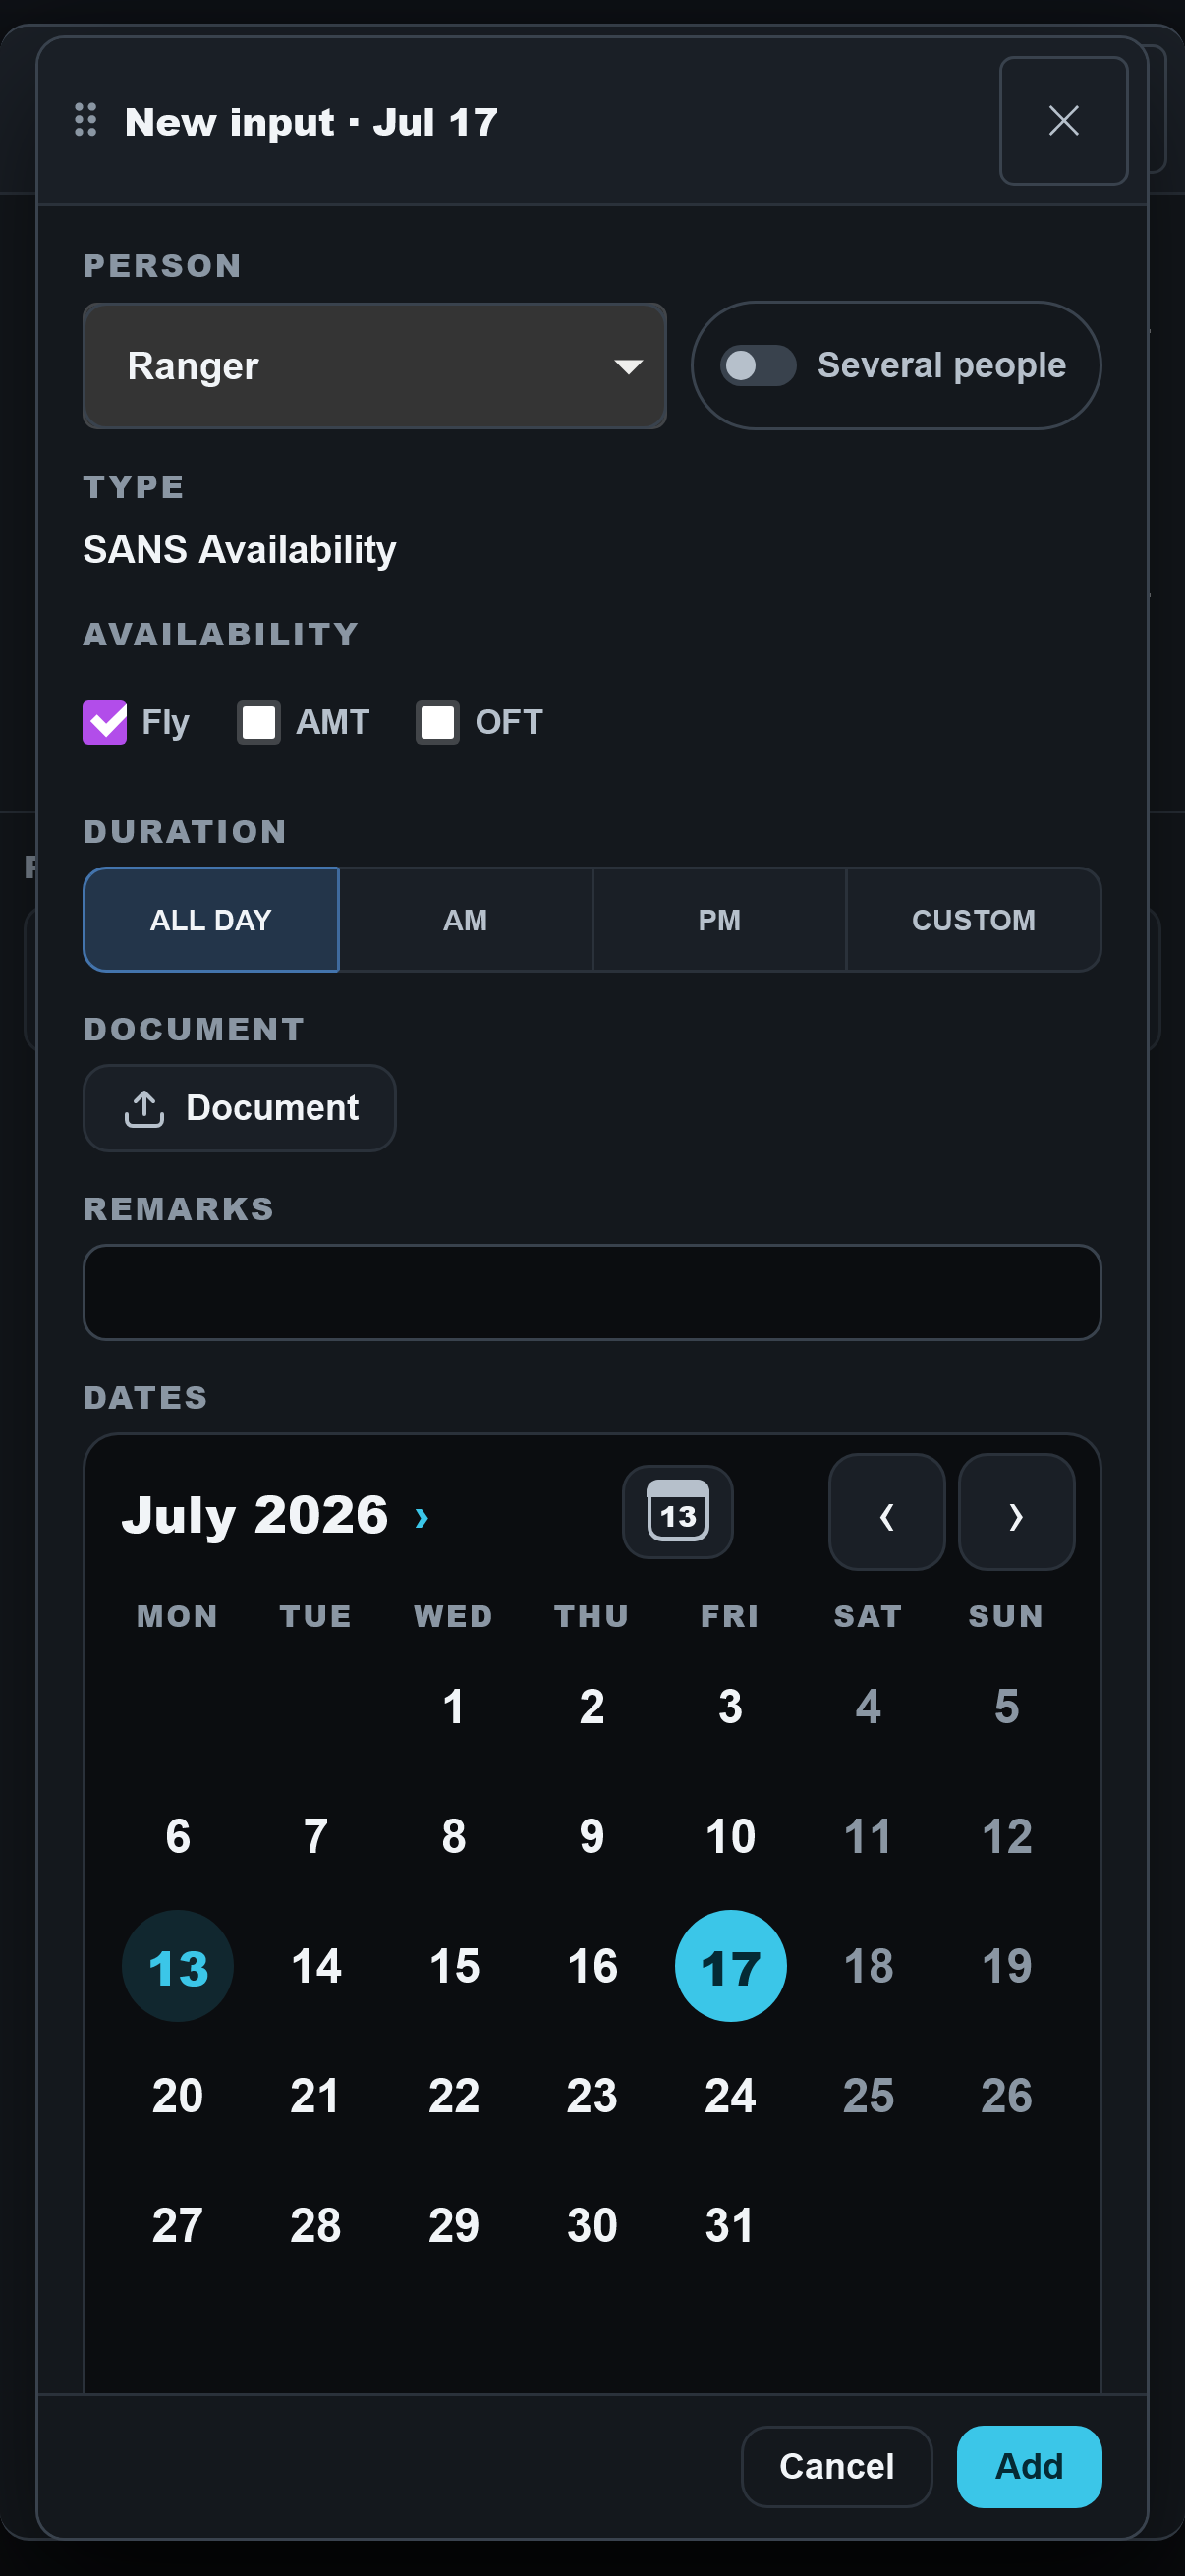 New input · Jul 17
PERSON
Ranger
Several people
TYPE
SANS Availability
AVAILABILITY
Fly AMT OFT
DURATION
ALL DAY AM PM CUSTOM
DOCUMENT
Document
REMARKS
DATES
July 2026 › 13 ‹ ›
MON TUE WED THU FRI SAT SUN
1 2 3 4 5
6 7 8 9 10 11 12
13 14 15 16 17 18 19
20 21 22 23 24 25 26
27 28 29 30 31
Cancel Add